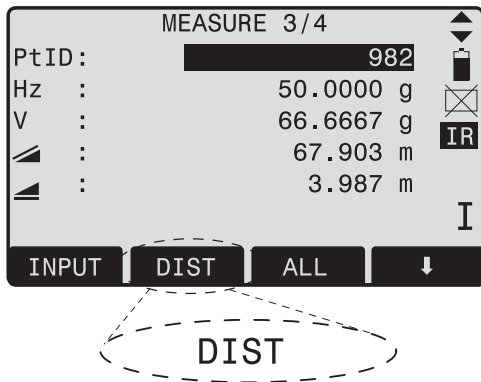 MEASURE 3/4
PtID: 982
Hz : 50.0000 g
V : 66.6667 g
: 67.903 m
: 3.987 m
IR
I
INPUT DIST ALL
DIST